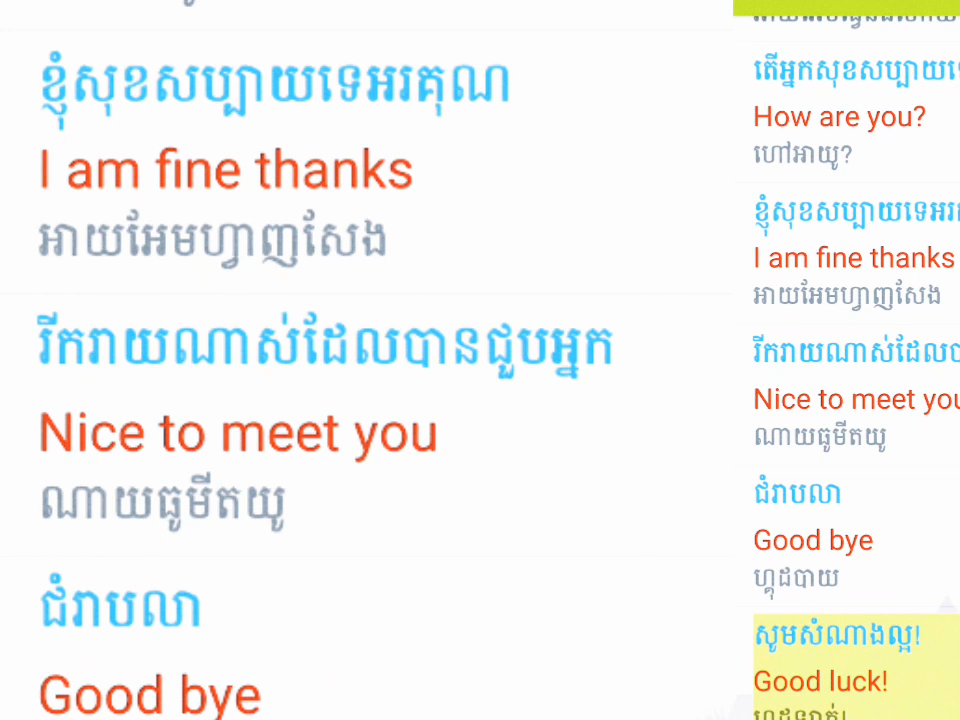 ខ្ញុំសុខសប្បាយទេអរគុណ
I am fine thanks
អាយអែមហ្វាញសែង
រីករាយណាស់ដែលបានជួបអ្នក
Nice to meet you
ណាយធូមីតយូ
ជំរាបលា
Good bye
តើអ្នកសុខសប្បាយ
How are you?
ហៅអាយូ?
ខ្ញុំសុខសប្បាយទេអរ
I am fine thanks
អាយអែមហ្វាញសែង
រីករាយណាស់ដែល
Nice to meet you
ណាយធូមីតយូ
ជំរាបលា
Good bye
ហ្គុដបាយ
សូមសំណាងល្អ!
Good luck!